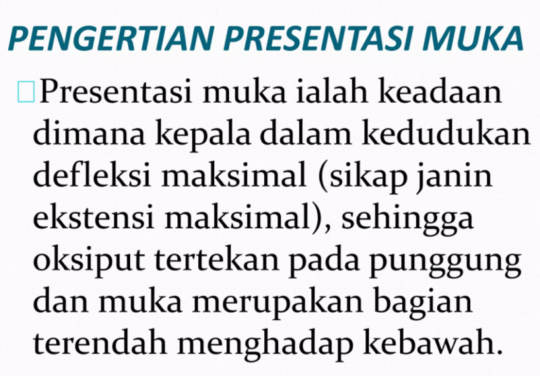 PENGERTIAN PRESENTASI MUKA
Presentasi muka ialah keadaan
dimana kepala dalam kedudukan
defleksi maksimal (sikap janin
ekstensi maksimal), sehingga
oksiput tertekan pada punggung
dan muka merupakan bagian
terendah menghadap kebawah.